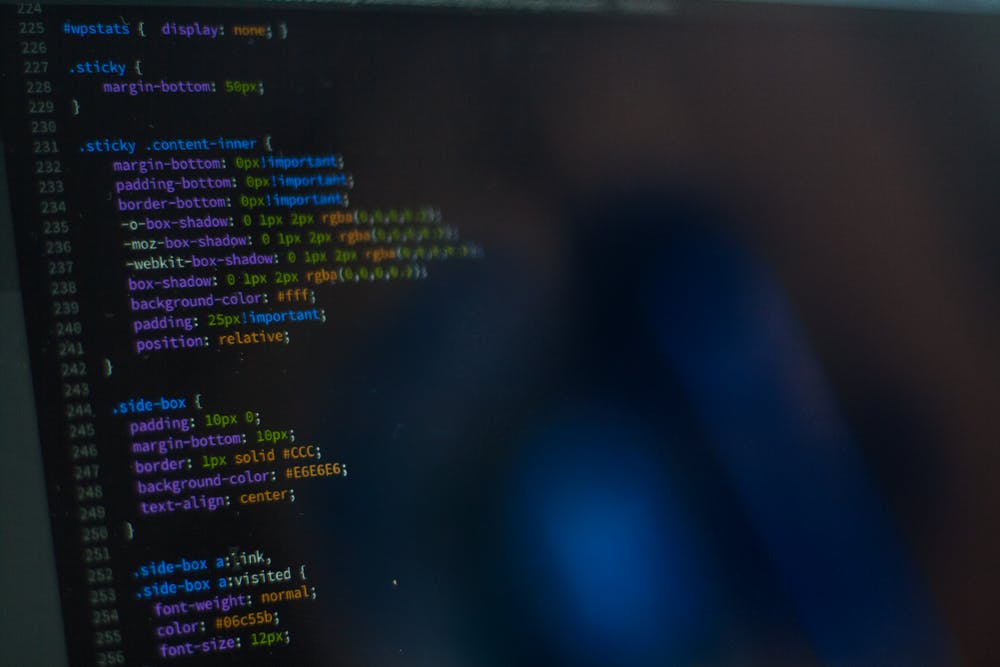 224
225 #wpstats { display: none; }
226
227 .sticky {
228 margin-bottom: 50px;
229 }
230
231 .sticky .content-inner {
232 margin-bottom: 0px!important;
233 padding-bottom: 0px!important;
234 border-bottom: 0px!important;
235 -o-box-shadow: 0 1px 2px
236 -moz-box-shadow: 0 1px 2px
237 -webkit-box-shadow: 0 1px 2px
238 box-shadow: 0 1px 2px
239 background-color: #fff;
240 padding: 25px!important;
241 position: relative;
242 }
243
244 .side-box {
245 padding: 10px 0;
246 margin-bottom: 10px;
247 border: 1px solid #CCC;
248 background-color: #E6E6E6;
249 text-align: center;
250 }
251
252 .side-box a:link,
253 .side-box a:visited {
254 font-weight: normal;
255 color: #06c55b;
256 font-size: 12px;